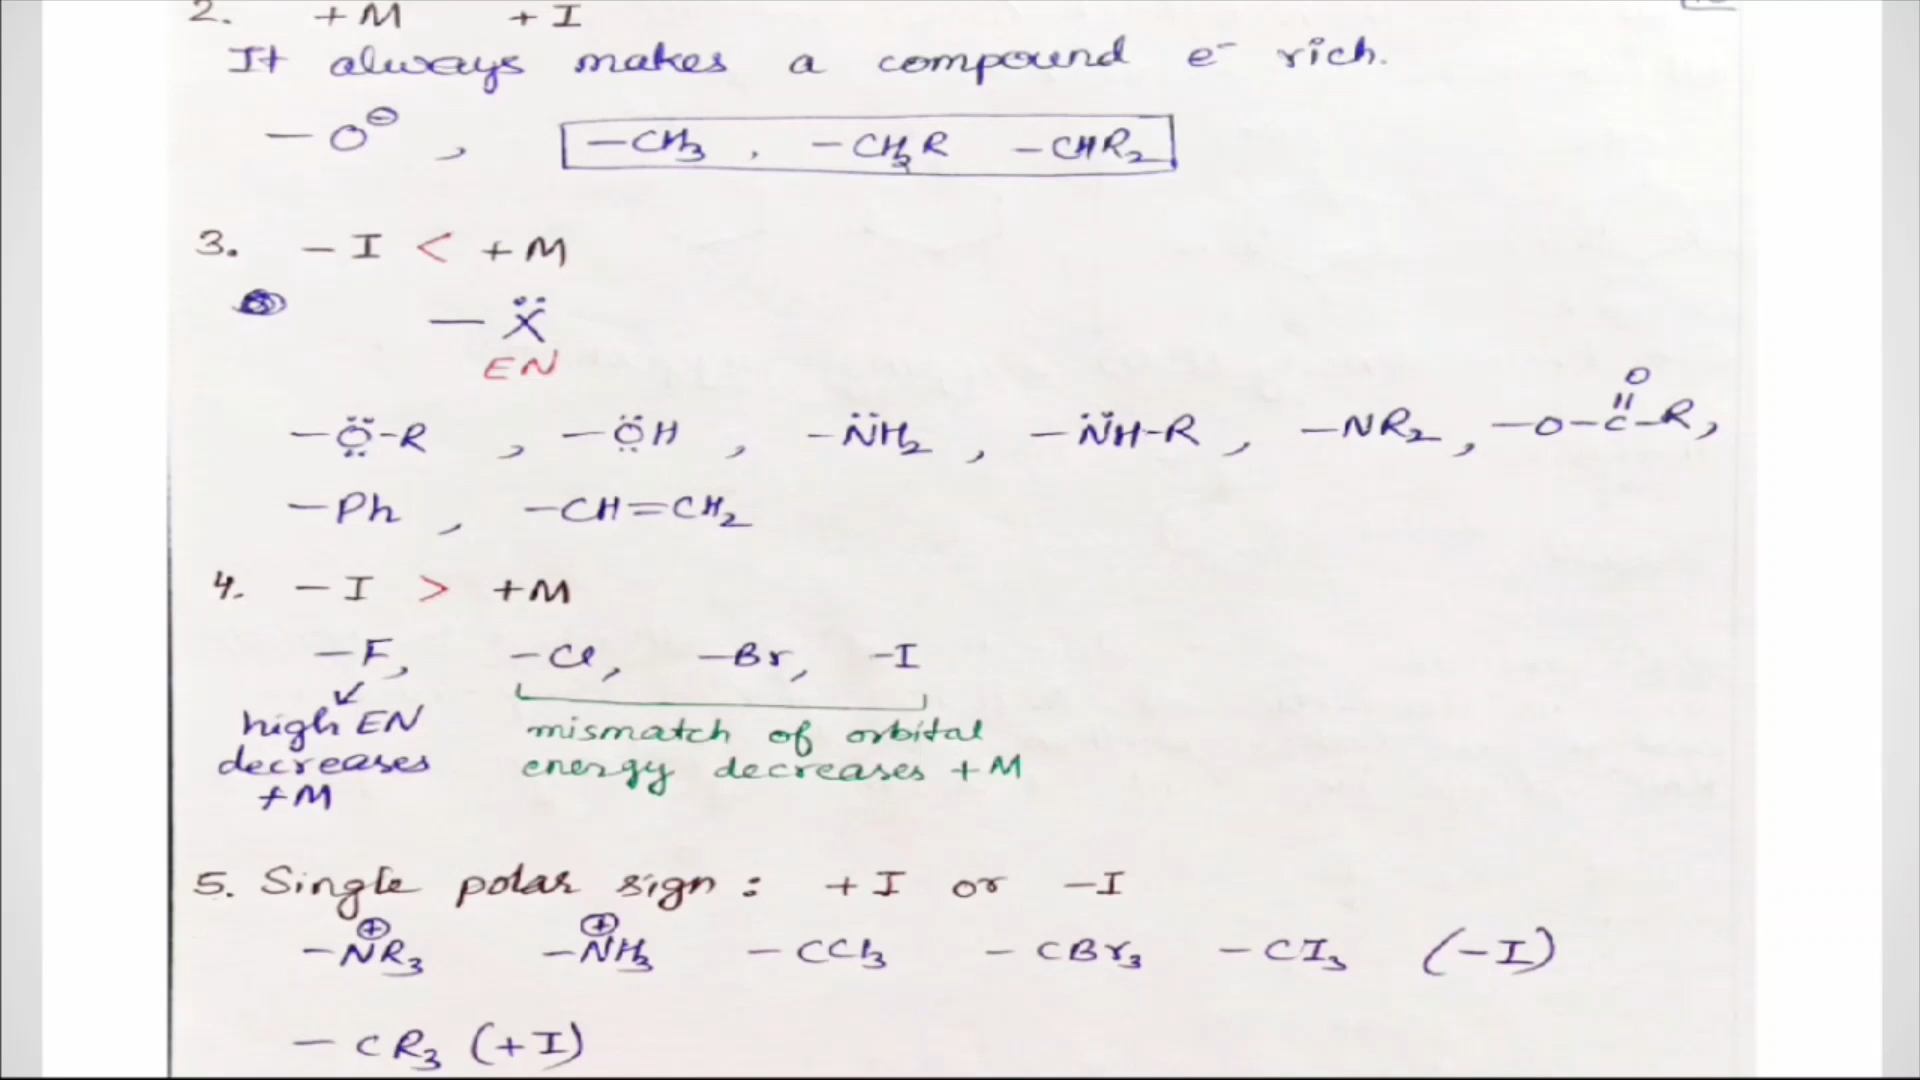 2. +M +I
It always makes a compound e⁻ rich.
—O⊖, —CH₃, —CH₂R —CHR₂
3. —I < +M
—Ẍ
EN
—Ö—R, —ÖH, —N̈H₂, —N̈H—R, —NR₂, —O—C(=O)—R,
—Ph, —CH=CH₂
4. —I > +M
—F, —Cl, —Br, —I
high EN decreases +M
mismatch of orbital
energy decreases +M
5. Single polar sign : +I or —I
—N⊕R₃ —N⊕H₃ —CCl₃ —CBr₃ —CI₃ (—I)
—CR₃ (+I)